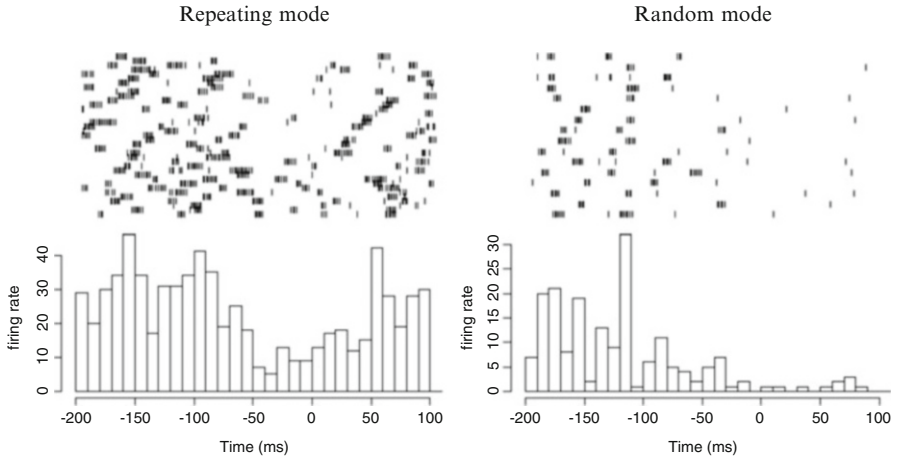 Repeating mode
Random mode
firing rate
0 10 20 30 40
-200 -150 -100 -50 0 50 100
Time (ms)
firing rate
0 5 10 15 20 25 30
-200 -150 -100 -50 0 50 100
Time (ms)